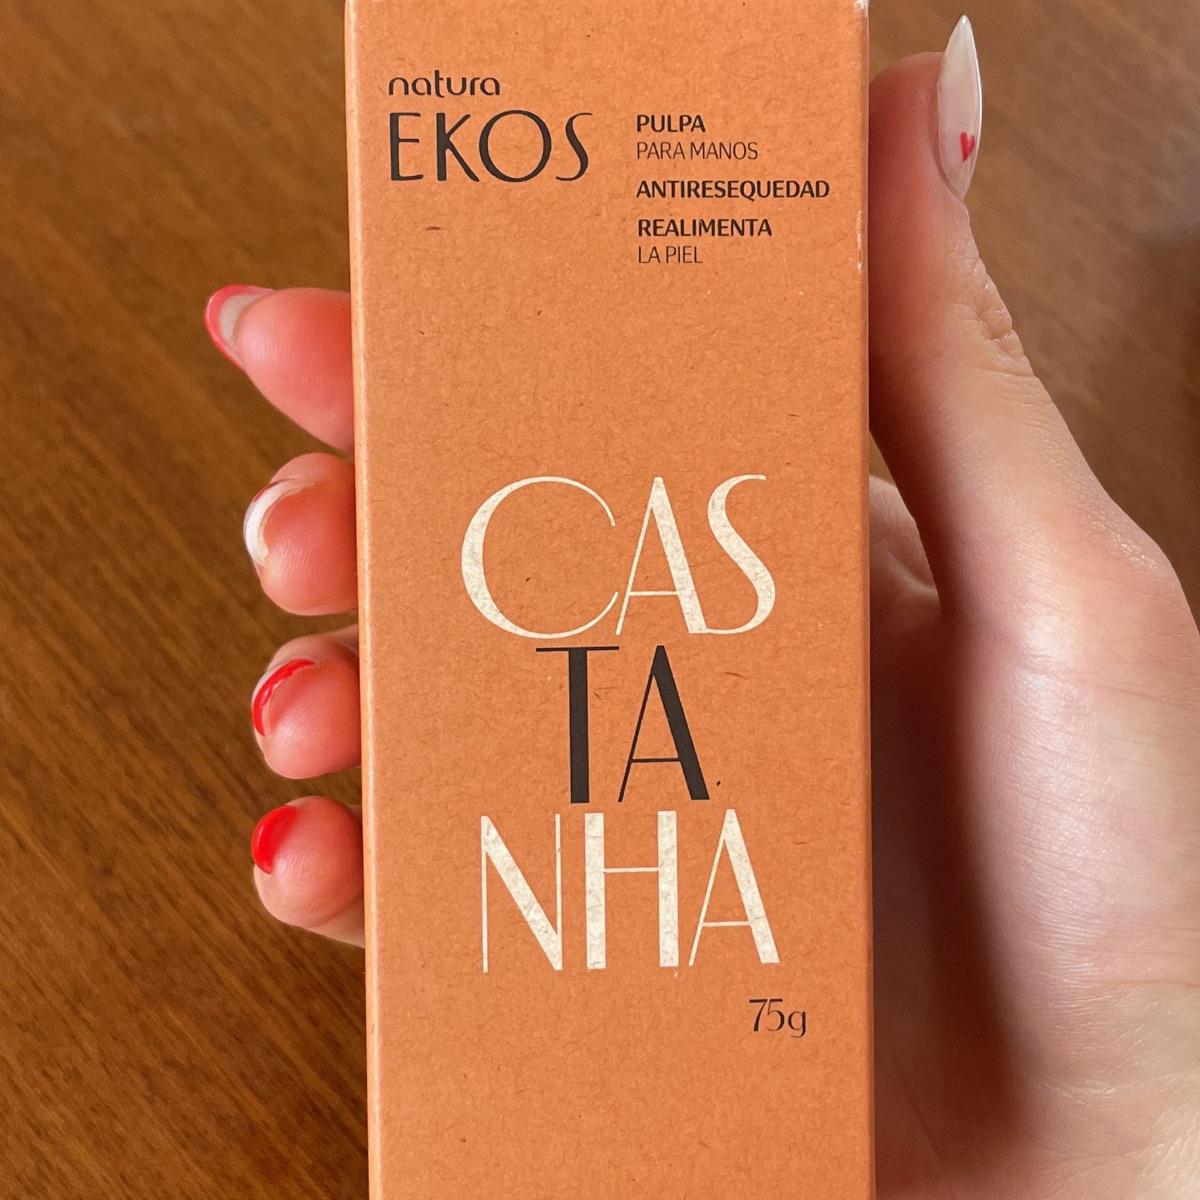 natura
EKOS
PULPA
PARA MANOS
ANTIRESEQUEDAD
REALIMENTA
LA PIEL
CAS
TA
NHA
75g